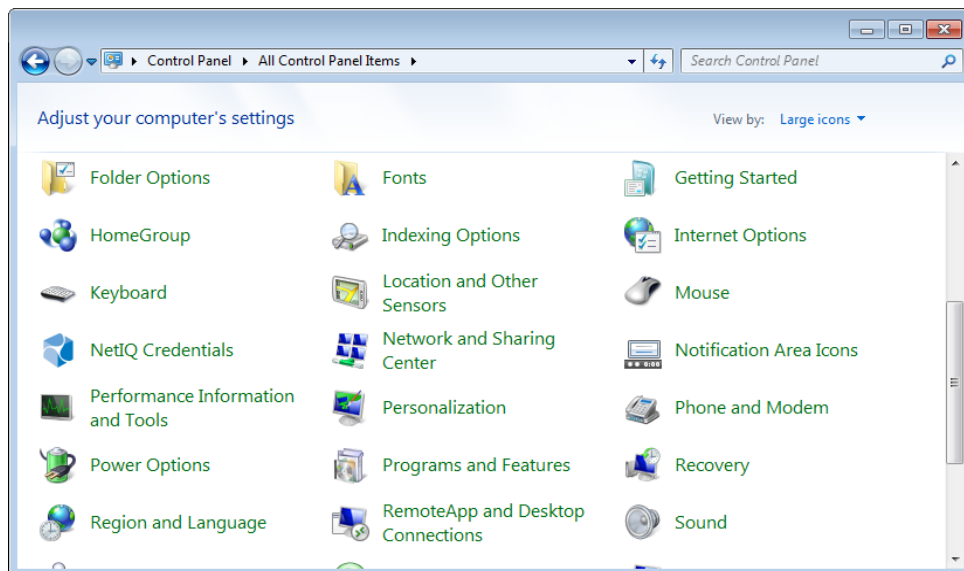 Control Panel
All Control Panel Items
Search Control Panel
Adjust your computer's settings
View by: Large icons
Folder Options
Fonts
Getting Started
HomeGroup
Indexing Options
Internet Options
Keyboard
Location and Other
Sensors
Mouse
NetIQ Credentials
Network and Sharing
Center
Notification Area Icons
Performance Information
and Tools
Personalization
Phone and Modem
Power Options
Programs and Features
Recovery
Region and Language
RemoteApp and Desktop
Connections
Sound